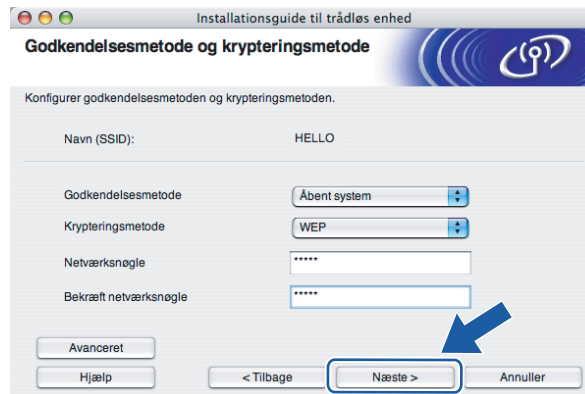 Installationsguide til trådløs enhed
Godkendelsesmetode og krypteringsmetode
Konfigurer godkendelsesmetoden og krypteringsmetoden.
Navn (SSID): HELLO
Godkendelsesmetode Åbent system
Krypteringsmetode WEP
Netværksnøgle *****
Bekræft netværksnøgle *****
Avanceret
Hjælp < Tilbage Næste > Annuller